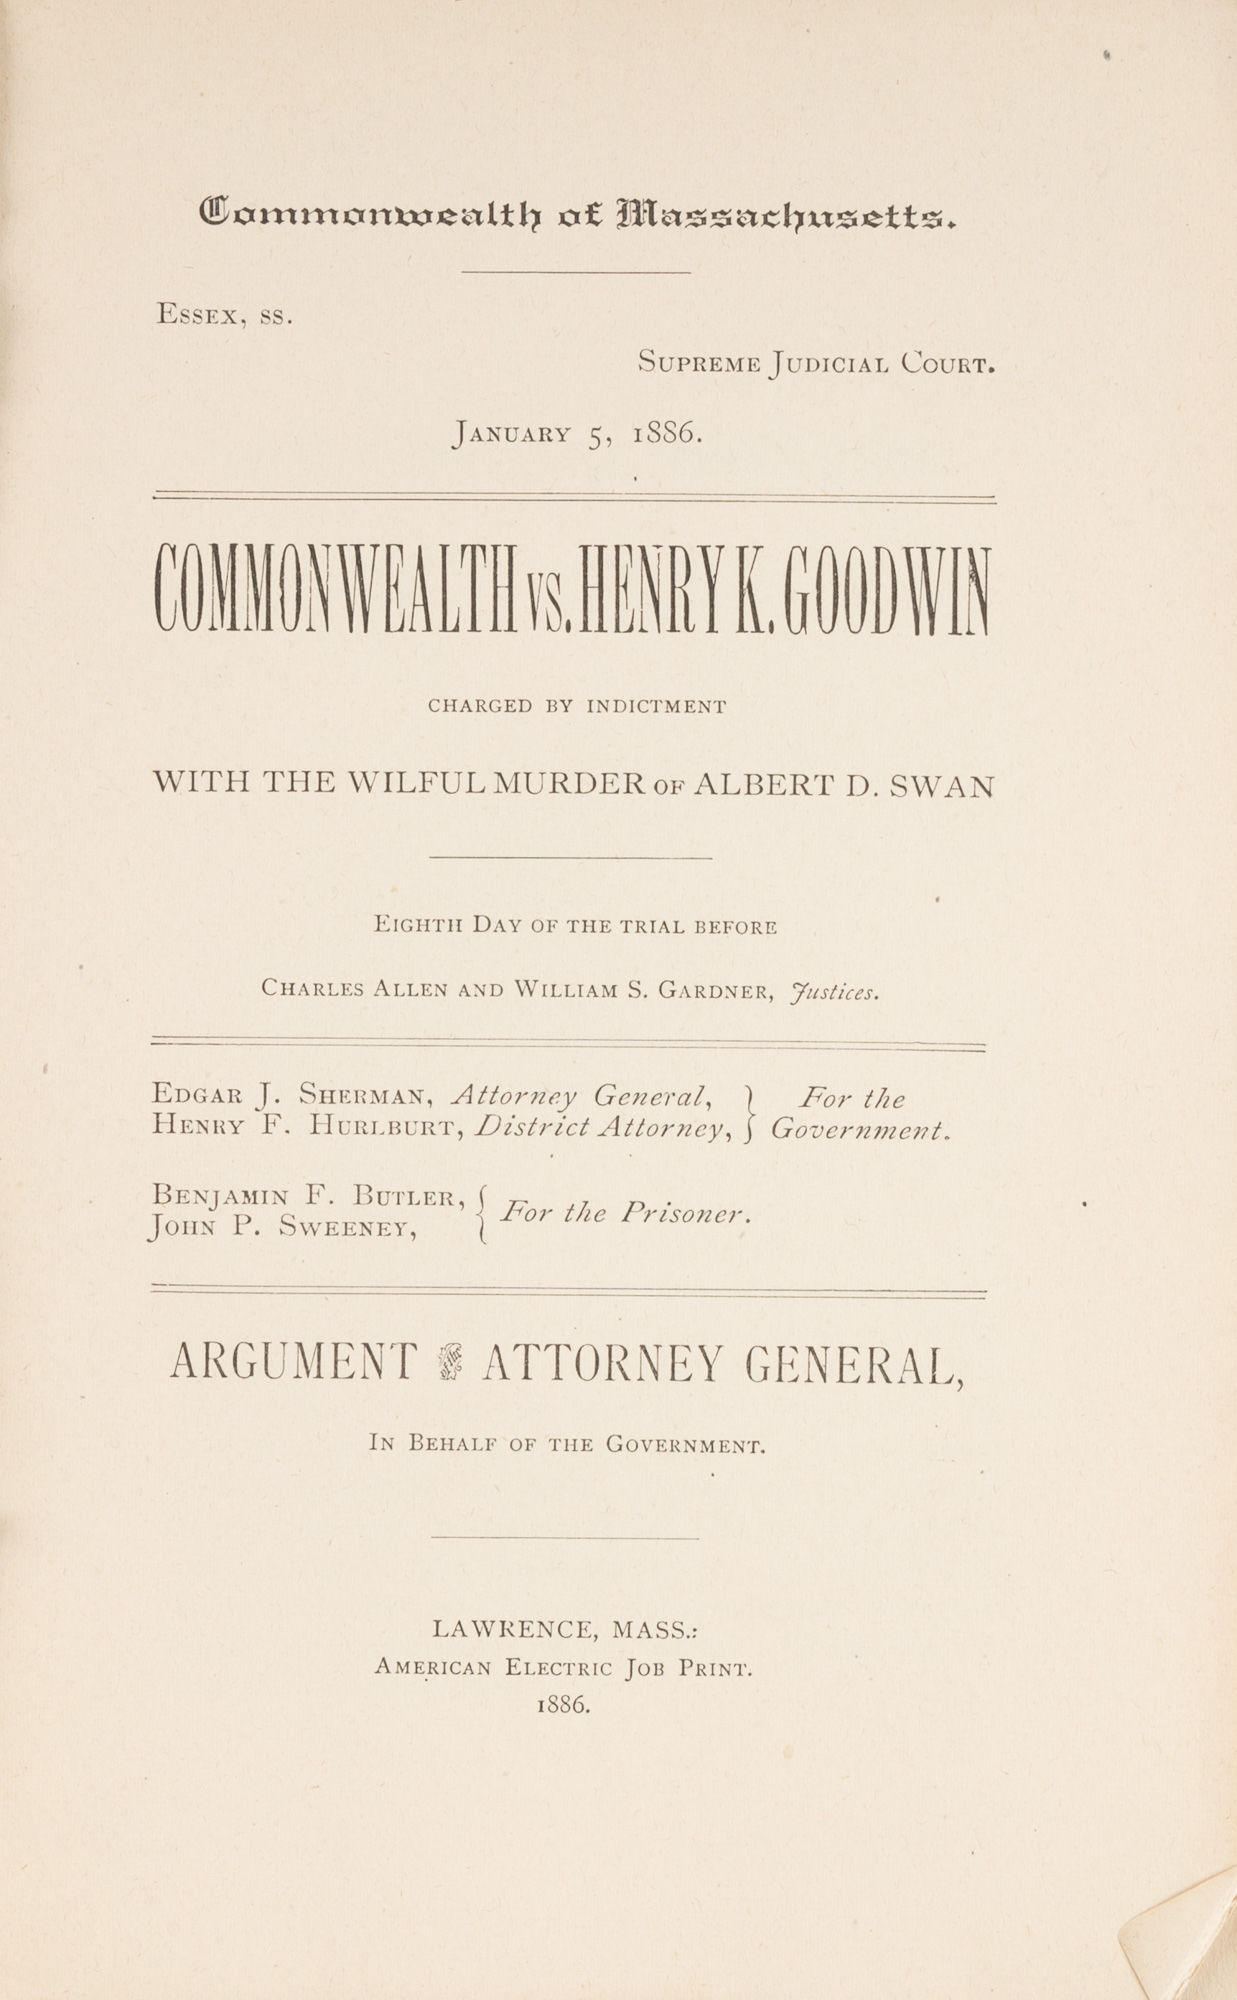 Commonwealth of Massachusetts.
Essex, ss.
Supreme Judicial Court.
January 5, 1886.
COMMONWEALTH VS. HENRY K. GOODWIN
CHARGED BY INDICTMENT
WITH THE WILFUL MURDER OF ALBERT D. SWAN
Eighth Day of the trial before
Charles Allen and William S. Gardner, Justices.
Edgar J. Sherman, Attorney General, } For the
Henry F. Hurlburt, District Attorney, } Government.
Benjamin F. Butler,
John P. Sweeney, { For the Prisoner.
ARGUMENT of ATTORNEY GENERAL,
In Behalf of the Government.
LAWRENCE, MASS.:
American Electric Job Print.
1886.